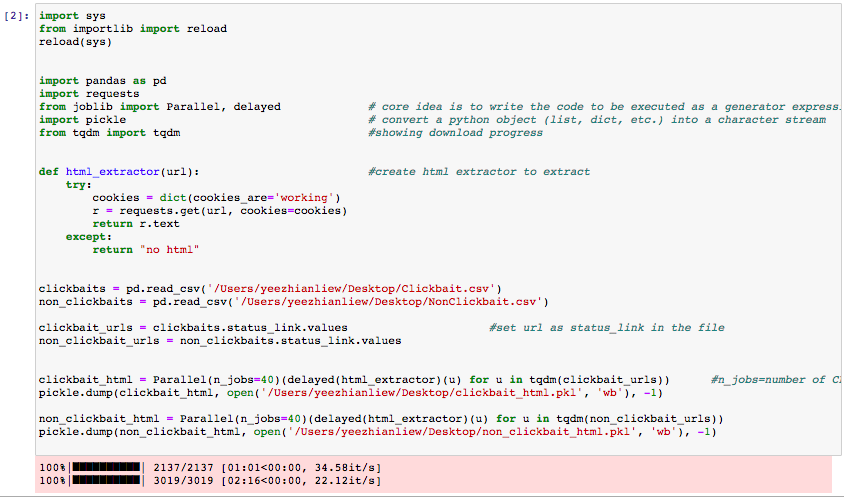 [2]: import sys
from importlib import reload
reload(sys)
import pandas as pd
import requests
from joblib import Parallel, delayed # core idea is to write the code to be executed as a generator express
import pickle # convert a python object (list, dict, etc.) into a character stream
from tqdm import tqdm #showing download progress
def html_extractor(url): #create html extractor to extract
try:
cookies = dict(cookies_are='working')
r = requests.get(url, cookies=cookies)
return r.text
except:
return "no html"
clickbaits = pd.read_csv('/Users/yeezhianliew/Desktop/Clickbait.csv')
non_clickbaits = pd.read_csv('/Users/yeezhianliew/Desktop/NonClickbait.csv')
clickbait_urls = clickbaits.status_link.values #set url as status_link in the file
non_clickbait_urls = non_clickbaits.status_link.values
clickbait_html = Parallel(n_jobs=40)(delayed(html_extractor)(u) for u in tqdm(clickbait_urls)) #n_jobs=number of C
pickle.dump(clickbait_html, open('/Users/yeezhianliew/Desktop/clickbait_html.pkl', 'wb'), -1)
non_clickbait_html = Parallel(n_jobs=40)(delayed(html_extractor)(u) for u in tqdm(non_clickbait_urls))
pickle.dump(non_clickbait_html, open('/Users/yeezhianliew/Desktop/non_clickbait_html.pkl', 'wb'), -1)
100%|██████████| 2137/2137 [01:01<00:00, 34.58it/s]
100%|██████████| 3019/3019 [02:16<00:00, 22.12it/s]